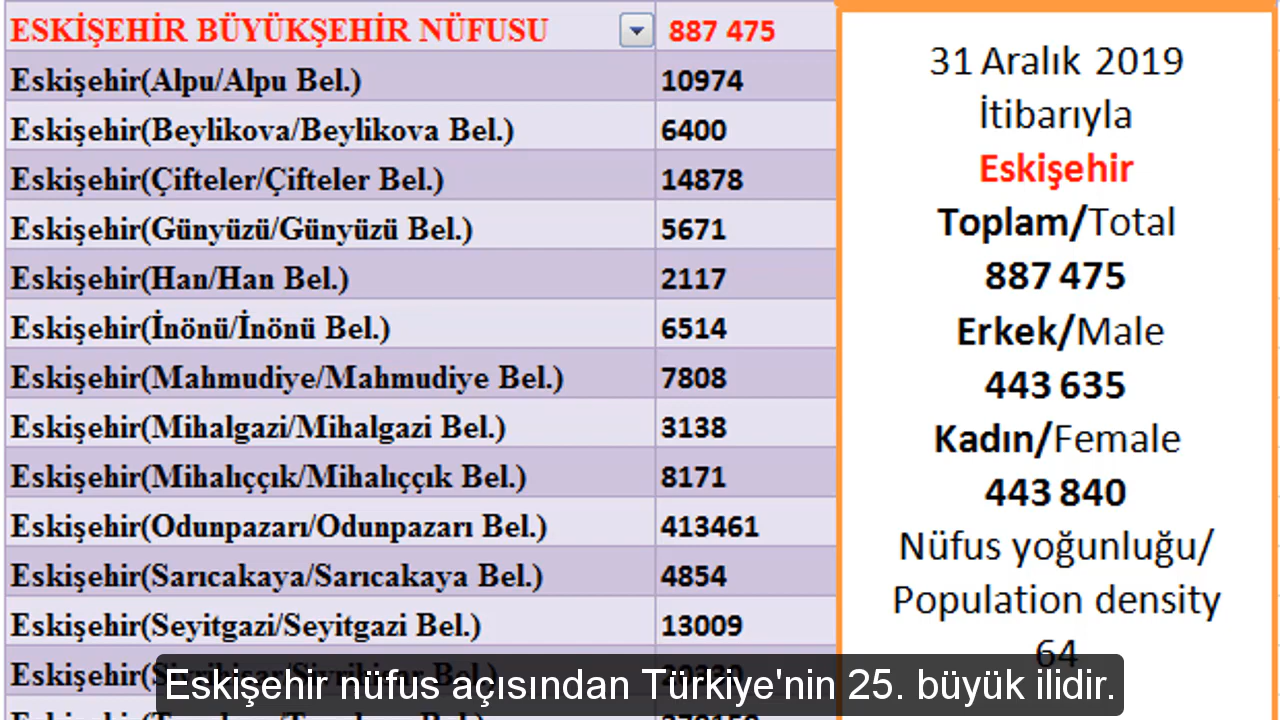 ESKİŞEHİR BÜYÜKŞEHİR NÜFUSU 887 475
Eskişehir(Alpu/Alpu Bel.) 10974
Eskişehir(Beylikova/Beylikova Bel.) 6400
Eskişehir(Çifteler/Çifteler Bel.) 14878
Eskişehir(Günyüzü/Günyüzü Bel.) 5671
Eskişehir(Han/Han Bel.) 2117
Eskişehir(İnönü/İnönü Bel.) 6514
Eskişehir(Mahmudiye/Mahmudiye Bel.) 7808
Eskişehir(Mihalgazi/Mihalgazi Bel.) 3138
Eskişehir(Mihalıççık/Mihalıççık Bel.) 8171
Eskişehir(Odunpazarı/Odunpazarı Bel.) 413461
Eskişehir(Sarıcakaya/Sarıcakaya Bel.) 4854
Eskişehir(Seyitgazi/Seyitgazi Bel.) 13009
Eskişehir(Sivrihisar/Sivrihisar Bel.)
31 Aralık 2019
İtibarıyla
Eskişehir
Toplam/Total
887 475
Erkek/Male
443 635
Kadın/Female
443 840
Nüfus yoğunluğu/
Population density
64
Eskişehir nüfus açısından Türkiye'nin 25. büyük ilidir.